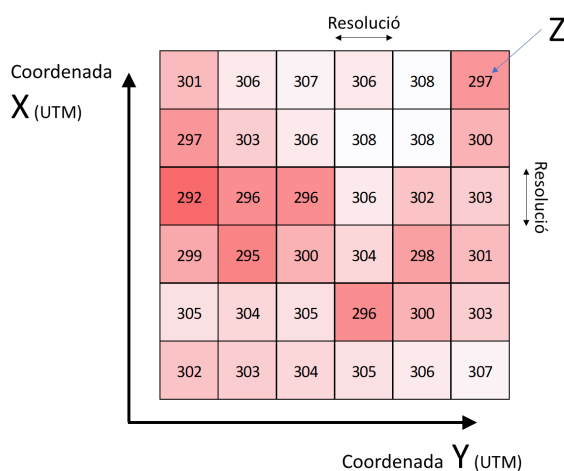 Resolució
Z
Coordenada
X (UTM)
301 306 307 306 308 297
297 303 306 308 308 300
292 296 296 306 302 303
Resolució
299 295 300 304 298 301
305 304 305 296 300 303
302 303 304 305 306 307
Coordenada Y (UTM)